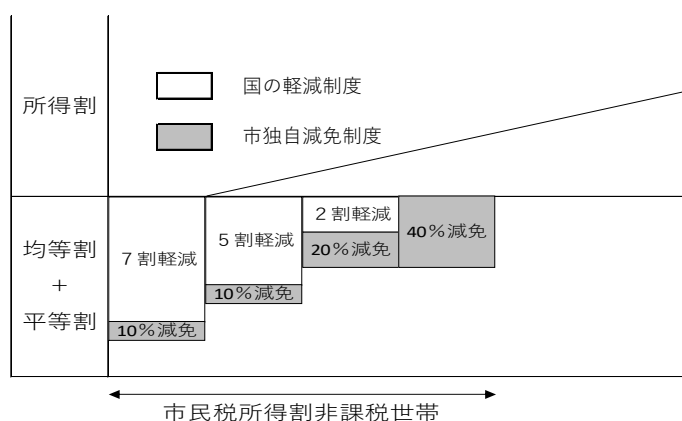 所得割
国の軽減制度
市独自減免制度
均等割
+
平等割
7割軽減
10%減免
5割軽減
10%減免
2割軽減
20%減免
40%減免
市民税所得割非課税世帯